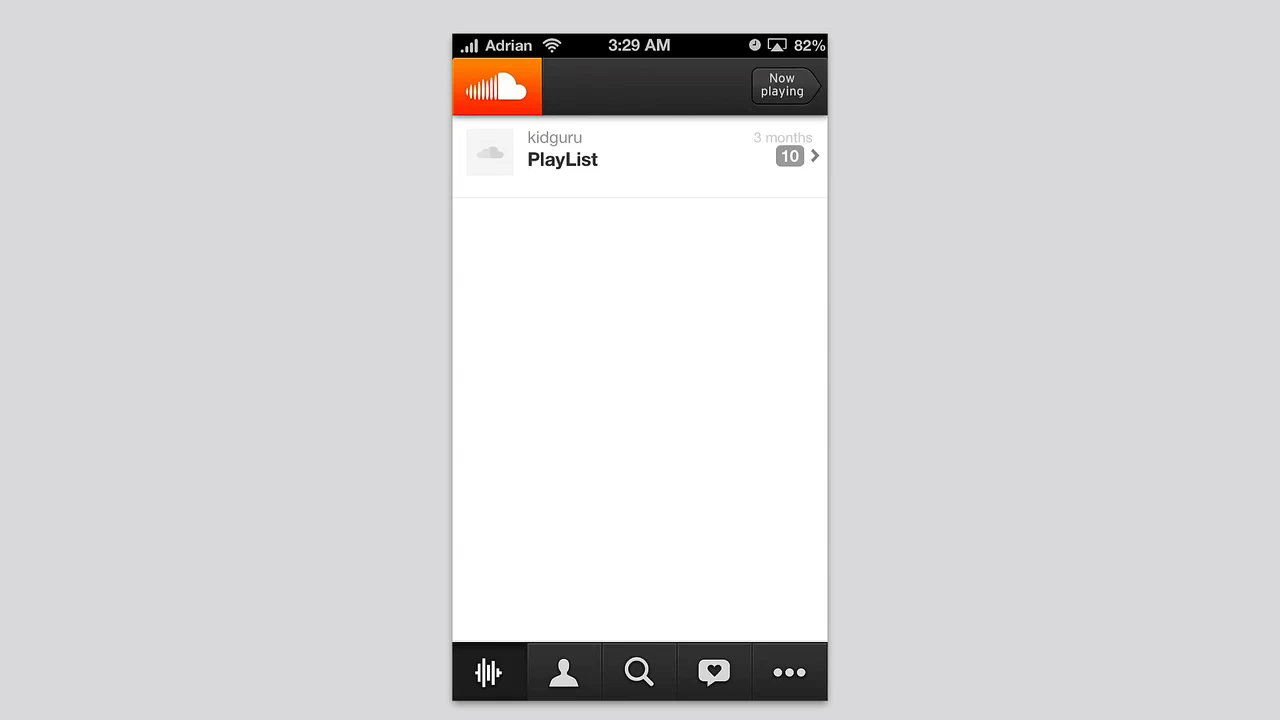 Adrian 3:29 AM 82%
Now
playing
kidguru 3 months
PlayList 10